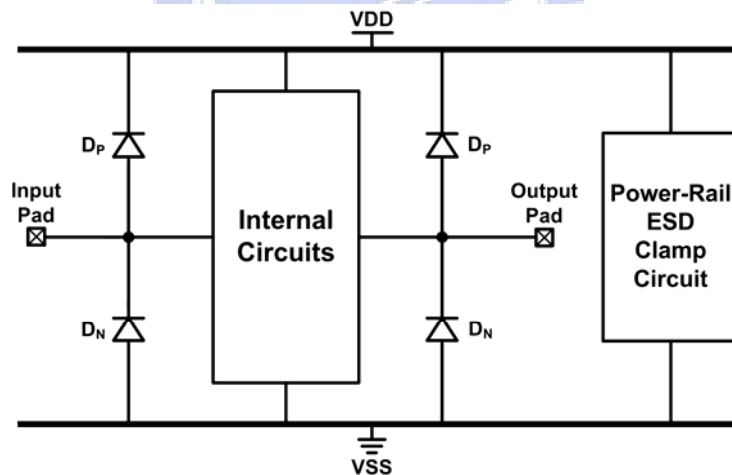 VDD
DP
DP
Input
Pad
Internal
Circuits
Output
Pad
Power-Rail
ESD
Clamp
Circuit
DN
DN
VSS